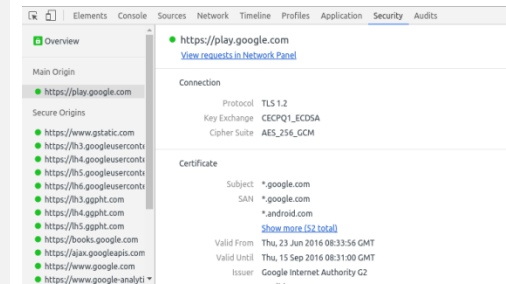 Elements Console Sources Network Timeline Profiles Application Security Audits
Overview
Main Origin
https://play.google.com
Secure Origins
https://www.gstatic.com
https://lh3.googleuserconte
https://lh4.googleuserconte
https://lh5.googleuserconte
https://lh6.googleuserconte
https://lh3.ggpht.com
https://lh4.ggpht.com
https://lh5.ggpht.com
https://books.google.com
https://ajax.googleapis.com
https://www.google.com
https://www.google-analyti
https://play.google.com
View requests in Network Panel
Connection
Protocol TLS 1.2
Key Exchange CECPQ1_ECDSA
Cipher Suite AES_256_GCM
Certificate
Subject *.google.com
SAN *.google.com
*.android.com
Show more (52 total)
Valid From Thu, 23 Jun 2016 08:33:56 GMT
Valid Until Thu, 15 Sep 2016 08:31:00 GMT
Issuer Google Internet Authority G2